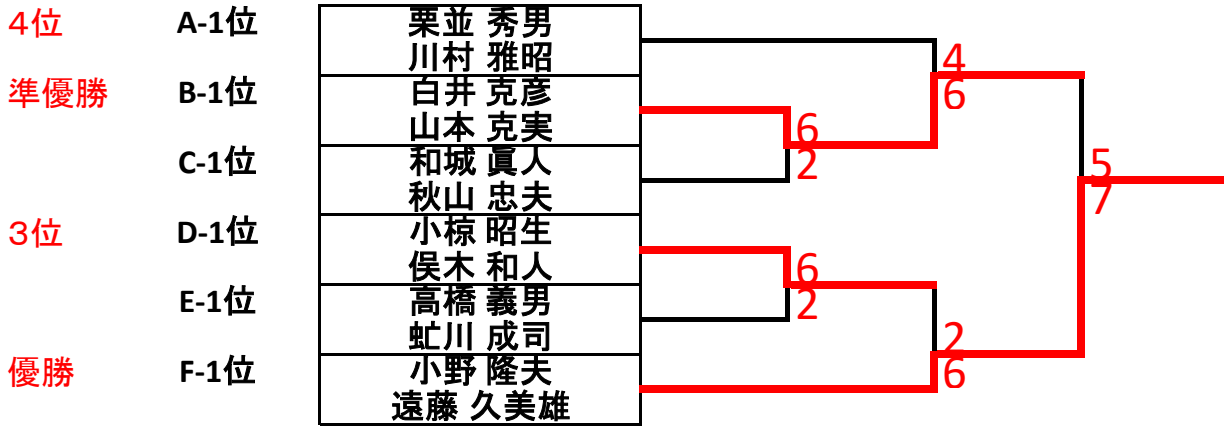 4位 A-1位 栗並 秀男
川村 雅昭
準優勝 B-1位 白井 克彦
山本 克実
C-1位 和城 眞人
秋山 忠夫
3位 D-1位 小椋 昭生
俣木 和人
E-1位 高橋 義男
虻川 成司
優勝 F-1位 小野 隆夫
遠藤 久美雄
4
6
6
2
5
7
6
2
2
6